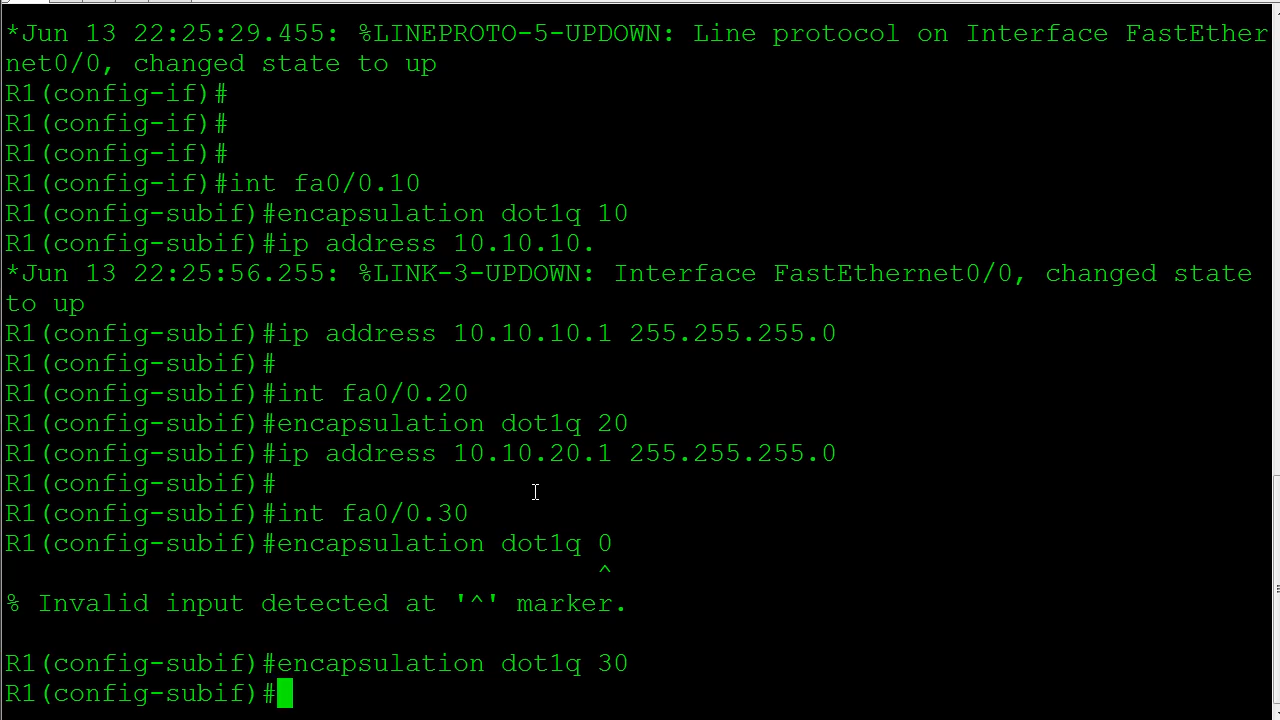 *Jun 13 22:25:29.455: %LINEPROTO-5-UPDOWN: Line protocol on Interface FastEther
net0/0, changed state to up
R1(config-if)#
R1(config-if)#
R1(config-if)#
R1(config-if)#int fa0/0.10
R1(config-subif)#encapsulation dot1q 10
R1(config-subif)#ip address 10.10.10.
*Jun 13 22:25:56.255: %LINK-3-UPDOWN: Interface FastEthernet0/0, changed state
to up
R1(config-subif)#ip address 10.10.10.1 255.255.255.0
R1(config-subif)#
R1(config-subif)#int fa0/0.20
R1(config-subif)#encapsulation dot1q 20
R1(config-subif)#ip address 10.10.20.1 255.255.255.0
R1(config-subif)#
R1(config-subif)#int fa0/0.30
R1(config-subif)#encapsulation dot1q 0
^
% Invalid input detected at '^' marker.
R1(config-subif)#encapsulation dot1q 30
R1(config-subif)#